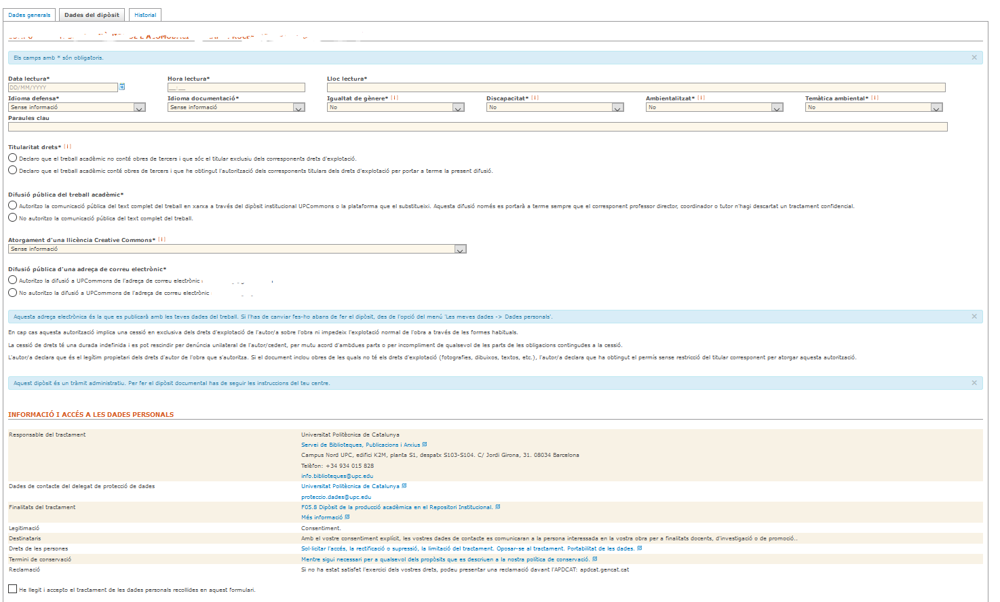 Dades generals
Dades del dipòsit
Historial
Els camps amb * són obligatoris.
Data lectura* Hora lectura* Lloc lectura*
DD/MM/YYYY __:__
Idioma defensa* Idioma documentació* Igualtat de gènere* [i] Discapacitat* [i] Ambientalitzat* [i] Temàtica ambiental* [i]
Sense informació Sense informació No No No No
Paraules clau
Titularitat drets* [i]
Declaro que el treball acadèmic no conté obres de tercers i que sóc el titular exclusiu dels corresponents drets d'explotació.
Declaro que el treball acadèmic conté obres de tercers i que he obtingut l'autorització dels corresponents titulars dels drets d'explotació per portar a terme la present difusió.
Difusió pública del treball acadèmic*
Autoritzo la comunicació pública del text complet del treball en xarxa a través del dipòsit institucional UPCommons o la plataforma que el substitueixi. Aquesta difusió només es portarà a terme sempre que el corresponent professor director, coordinador o tutor n'hagi descartat un tractament confidencial.
No autoritzo la comunicació pública del text complet del treball.
Atorgament d'una llicència Creative Commons* [i]
Sense informació
Difusió pública d'una adreça de correu electrònic*
Autoritzo la difusió a UPCommons de l'adreça de correu electrònic
No autoritzo la difusió a UPCommons de l'adreça de correu electrònic
Aquesta adreça electrònica és la que es publicarà amb les teves dades del treball. Si l'has de canviar fes-ho abans de fer el dipòsit, des de l'opció del menú 'Les meves dades -> Dades personals'.
En cap cas aquesta autorització implica una cessió en exclusiva dels drets d'explotació de l'autor/a sobre l'obra ni impedeix l'explotació normal de l'obra a través de les formes habituals.
La cessió de drets té una durada indefinida i es pot rescindir per denúncia unilateral de l'autor/cedent, per mutu acord d'ambdues parts o per incompliment de qualsevol de les parts de les obligacions contingudes a la cessió.
L'autor/a declara que és el legítim propietari dels drets d'autor de l'obra que s'autoritza. Si el document inclou obres de les quals no té els drets d'explotació (fotografies, dibuixos, textos, etc.), l'autor/a declara que ha obtingut el permís sense restricció del titular corresponent per atorgar aquesta autorització.
Aquest dipòsit és un tràmit administratiu. Per fer el dipòsit documental has de seguir les instruccions del teu centre.
INFORMACIÓ I ACCÉS A LES DADES PERSONALS
Responsable del tractament Universitat Politècnica de Catalunya
Servei de Biblioteques, Publicacions i Arxius
Campus Nord UPC, edifici K2M, planta S1, despatx S103-S104. C/ Jordi Girona, 31. 08034 Barcelona
Telèfon: +34 934 015 828
info.biblioteques@upc.edu
Dades de contacte del delegat de protecció de dades Universitat Politècnica de Catalunya
proteccio.dades@upc.edu
Finalitats del tractament F05.8 Dipòsit de la producció acadèmica en el Repositori Institucional.
Més informació
Legitimació Consentiment.
Destinataris Amb el vostre consentiment explícit, les vostres dades de contacte es comunicaran a la persona interessada en la vostra obra per a finalitats docents, d'investigació o de promoció..
Drets de les persones Sol·licitar l'accés, la rectificació o supressió, la limitació del tractament. Oposar-se al tractament. Portabilitat de les dades.
Termini de conservació Mentre sigui necessari per a qualsevol dels propòsits que es descriuen a la nostra política de conservació.
Reclamació Si no ha estat satisfet l'exercici dels vostres drets, podeu presentar una reclamació davant l'APDCAT: apdcat.gencat.cat
He llegit i accepto el tractament de les dades personals recollides en aquest formulari.